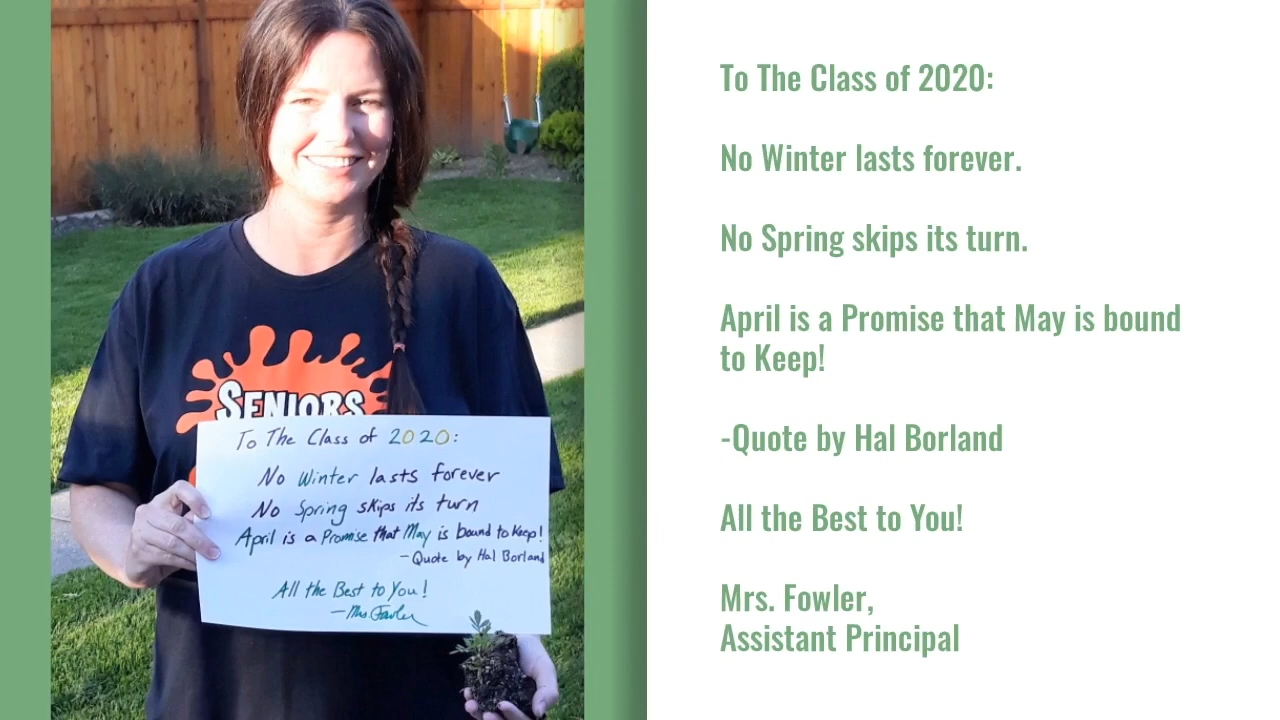 SENIORS
To The Class of 2020:
No Winter lasts forever
No Spring skips its turn
April is a Promise that May is bound to Keep!
-Quote by Hal Borland
All the Best to You!
-Mrs. Fowler
To The Class of 2020:
No Winter lasts forever.
No Spring skips its turn.
April is a Promise that May is bound
to Keep!
-Quote by Hal Borland
All the Best to You!
Mrs. Fowler,
Assistant Principal